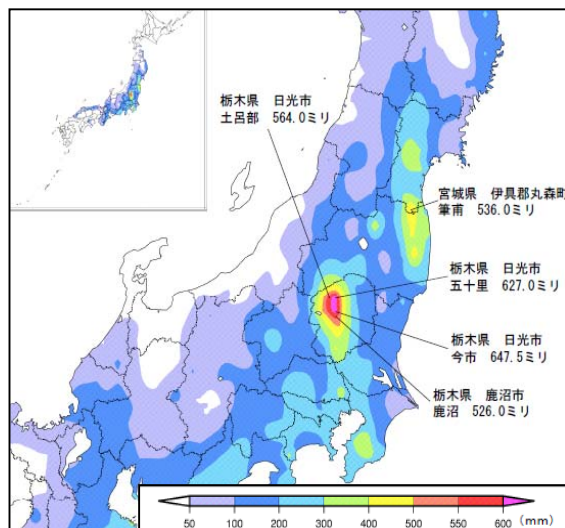 栃木県 日光市
土呂部 564.0ミリ
宮城県 伊具郡丸森町
筆甫 536.0ミリ
栃木県 日光市
五十里 627.0ミリ
栃木県 日光市
今市 647.5ミリ
栃木県 鹿沼市
鹿沼 526.0ミリ
50 100 200 300 400 500 550 600 (mm)